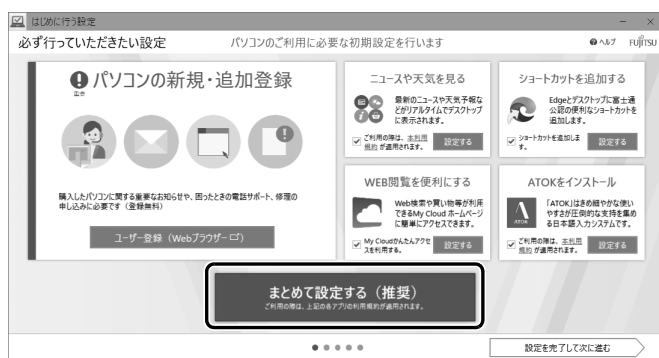 はじめに行う設定
必ず行っていただきたい設定
パソコンのご利用に必要な初期設定を行います
ヘルプ
FUJITSU
パソコンの新規・追加登録
重要
購入したパソコンに関する重要なお知らせや、困ったときの電話サポート、修理の
申し込みに必要です（登録無料）
ユーザー登録（Webブラウザー）
ニュースや天気を見る
最新のニュースや天気予報な
どがリアルタイムでデスクトップ
に表示されます。
ご利用の際は、本利用
規約 が適用されます。
設定する
ショートカットを追加する
Edgeとデスクトップに富士通
公認の便利なショートカットを
追加します。
ショートカットを追加しま
す。
設定する
WEB閲覧を便利にする
Web検索や買い物等が利用
できるMy Cloud ホームページ
に簡単にアクセスできます。
My Cloudかんたんアクセ
スを利用する。
設定する
ATOKをインストール
ATOK
「ATOK」はきめ細やかな使い
やすさが圧倒的な支持を集め
る日本語入力システムです。
ご利用の際は、本利用
規約 が適用されます。
設定する
まとめて設定する（推奨）
ご利用の際は、上記の各アプリの利用規約が適用されます。
設定を完了して次に進む